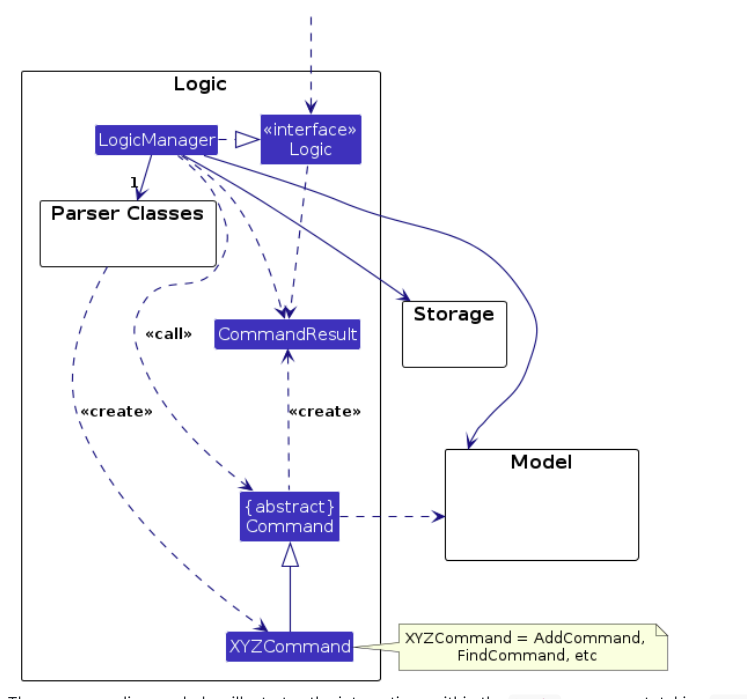 Logic
LogicManager
«interface»
Logic
1
Parser Classes
Storage
«call»
CommandResult
«create»
«create»
Model
{abstract}
Command
XYZCommand
XYZCommand = AddCommand,
FindCommand, etc